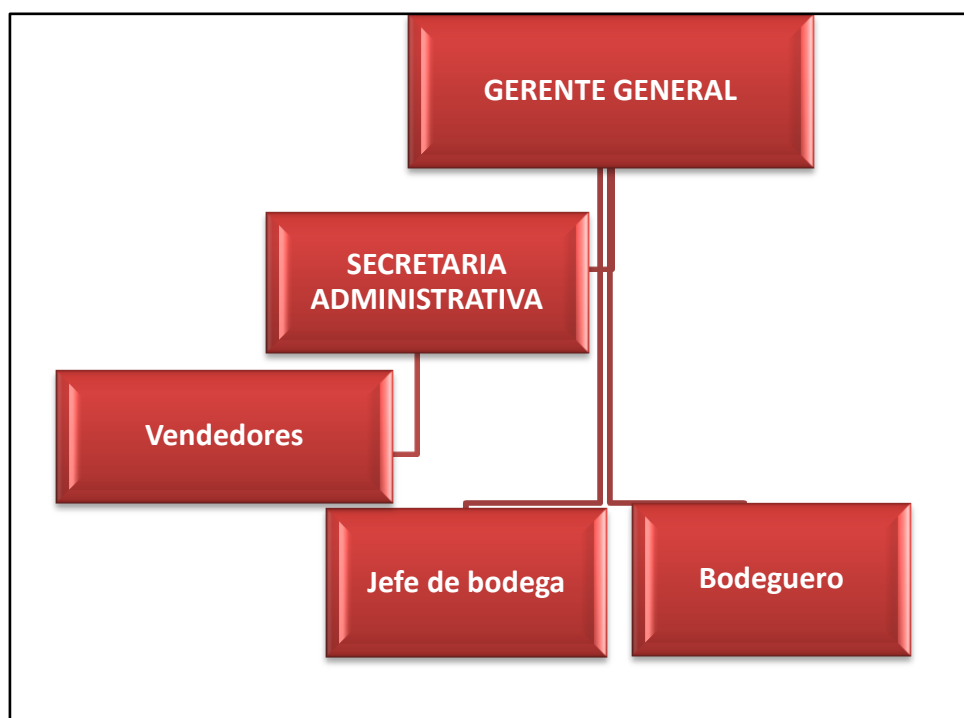 GERENTE GENERAL
SECRETARIA
ADMINISTRATIVA
Vendedores
Jefe de bodega
Bodeguero